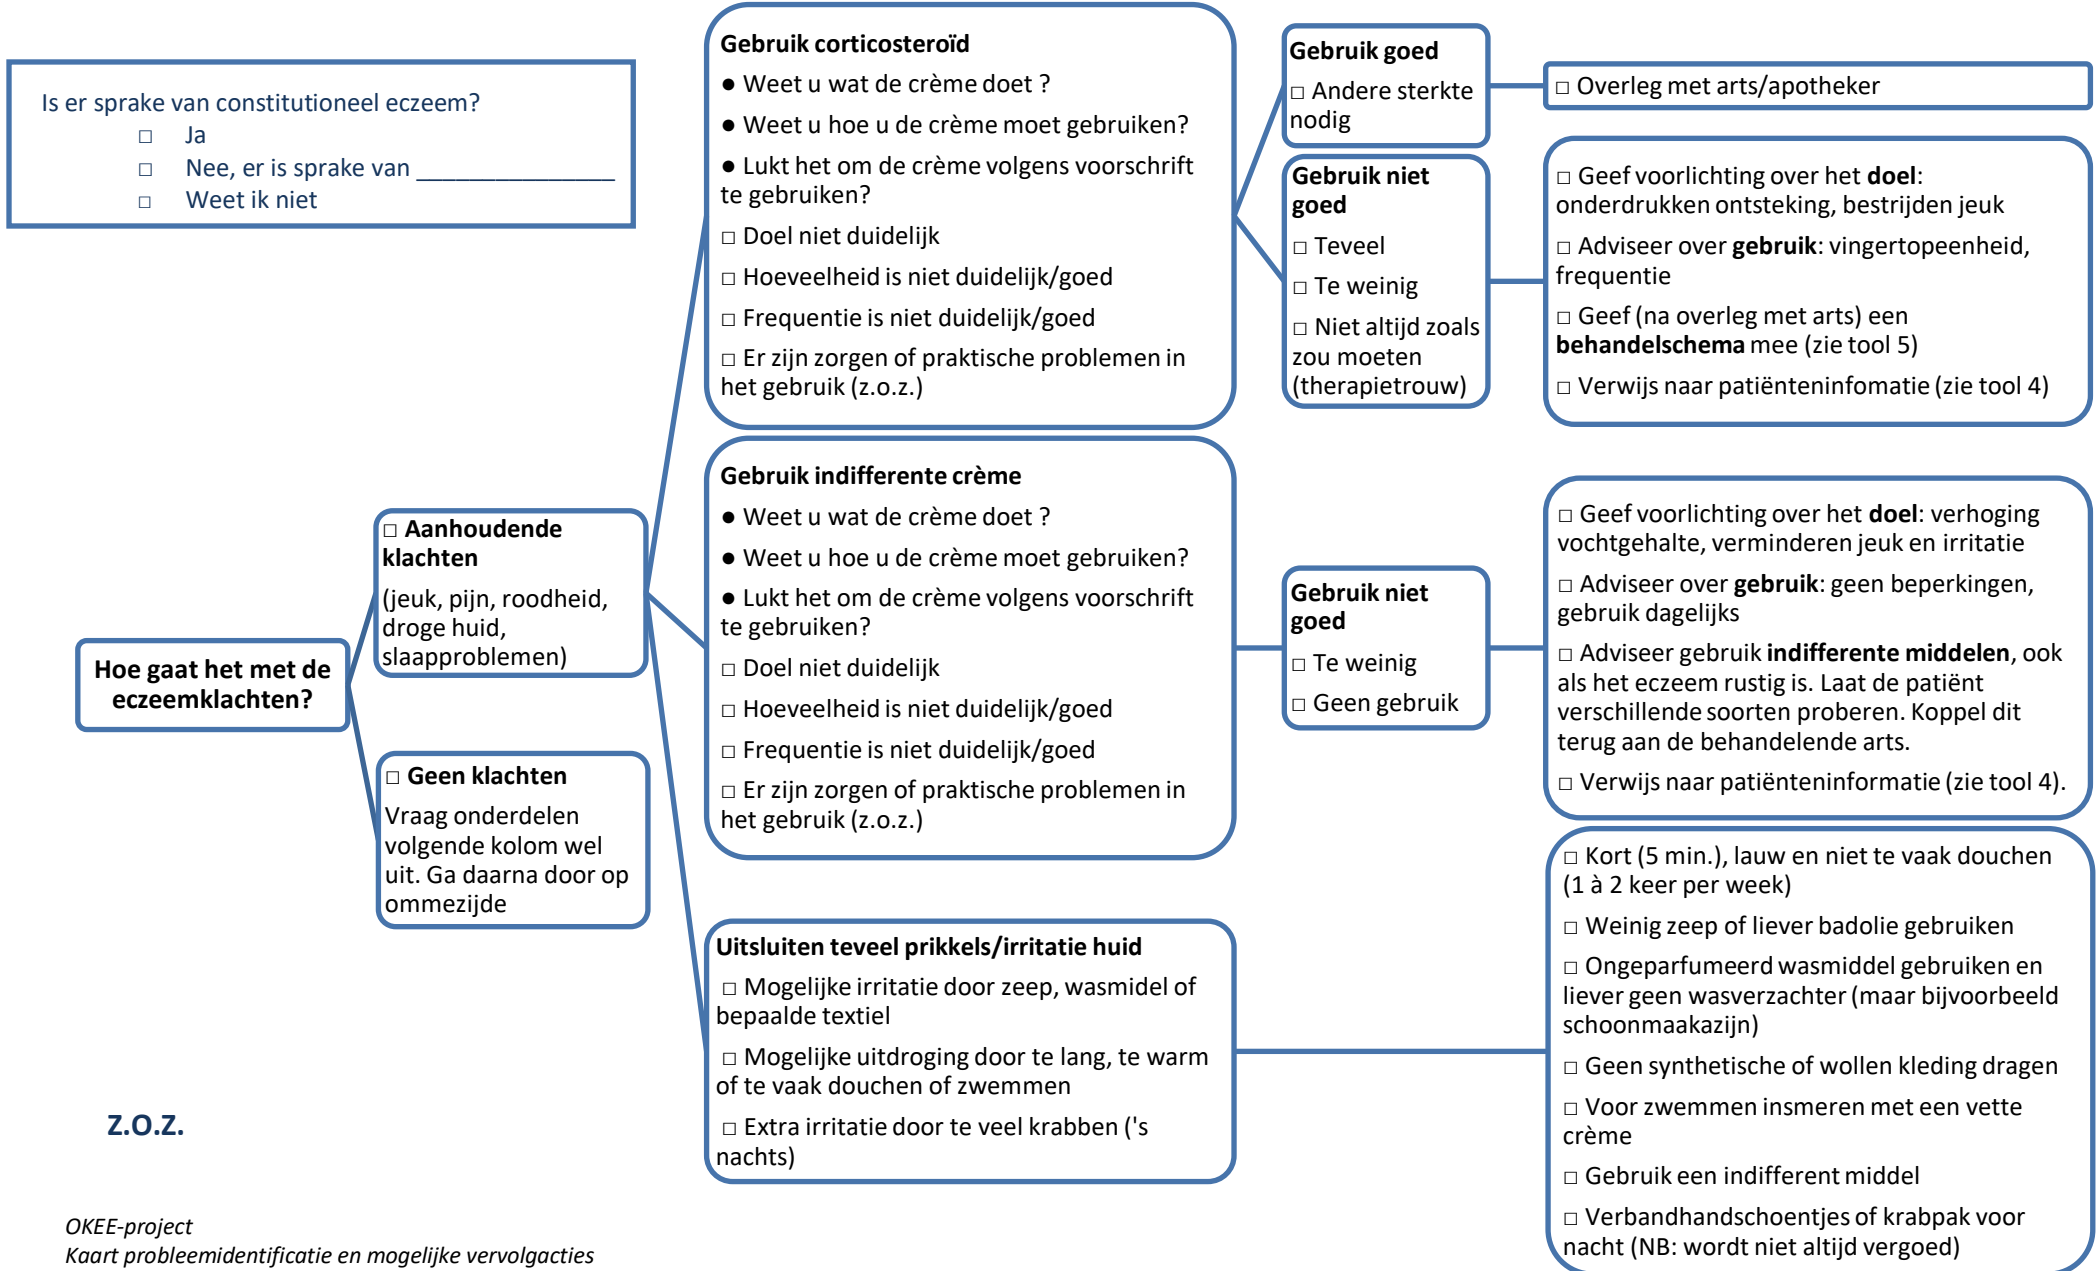 Is er sprake van constitutioneel eczeem?
□ Ja
□ Nee, er is sprake van _______________
□ Weet ik niet
Hoe gaat het met de
eczeemklachten?
□ Aanhoudende
klachten
(jeuk, pijn, roodheid,
droge huid,
slaapproblemen)
□ Geen klachten
Vraag onderdelen
volgende kolom wel
uit. Ga daarna door op
ommezijde
Gebruik corticosteroïd
● Weet u wat de crème doet ?
● Weet u hoe u de crème moet gebruiken?
● Lukt het om de crème volgens voorschrift
te gebruiken?
□ Doel niet duidelijk
□ Hoeveelheid is niet duidelijk/goed
□ Frequentie is niet duidelijk/goed
□ Er zijn zorgen of praktische problemen in
het gebruik (z.o.z.)
Gebruik goed
□ Andere sterkte
nodig
□ Overleg met arts/apotheker
Gebruik niet
goed
□ Teveel
□ Te weinig
□ Niet altijd zoals
zou moeten
(therapietrouw)
□ Geef voorlichting over het doel:
onderdrukken ontsteking, bestrijden jeuk
□ Adviseer over gebruik: vingertopeenheid,
frequentie
□ Geef (na overleg met arts) een
behandelschema mee (zie tool 5)
□ Verwijs naar patiënteninfomatie (zie tool 4)
Gebruik indifferente crème
● Weet u wat de crème doet ?
● Weet u hoe u de crème moet gebruiken?
● Lukt het om de crème volgens voorschrift
te gebruiken?
□ Doel niet duidelijk
□ Hoeveelheid is niet duidelijk/goed
□ Frequentie is niet duidelijk/goed
□ Er zijn zorgen of praktische problemen in
het gebruik (z.o.z.)
Gebruik niet
goed
□ Te weinig
□ Geen gebruik
□ Geef voorlichting over het doel: verhoging
vochtgehalte, verminderen jeuk en irritatie
□ Adviseer over gebruik: geen beperkingen,
gebruik dagelijks
□ Adviseer gebruik indifferente middelen, ook
als het eczeem rustig is. Laat de patiënt
verschillende soorten proberen. Koppel dit
terug aan de behandelende arts.
□ Verwijs naar patiënteninformatie (zie tool 4).
Uitsluiten teveel prikkels/irritatie huid
□ Mogelijke irritatie door zeep, wasmidel of
bepaalde textiel
□ Mogelijke uitdroging door te lang, te warm
of te vaak douchen of zwemmen
□ Extra irritatie door te veel krabben ('s
nachts)
□ Kort (5 min.), lauw en niet te vaak douchen
(1 à 2 keer per week)
□ Weinig zeep of liever badolie gebruiken
□ Ongeparfumeerd wasmiddel gebruiken en
liever geen wasverzachter (maar bijvoorbeeld
schoonmaakazijn)
□ Geen synthetische of wollen kleding dragen
□ Voor zwemmen insmeren met een vette
crème
□ Gebruik een indifferent middel
□ Verbandhandschoentjes of krabpak voor
nacht (NB: wordt niet altijd vergoed)
Z.O.Z.
OKEE-project
Kaart probleemidentificatie en mogelijke vervolgacties